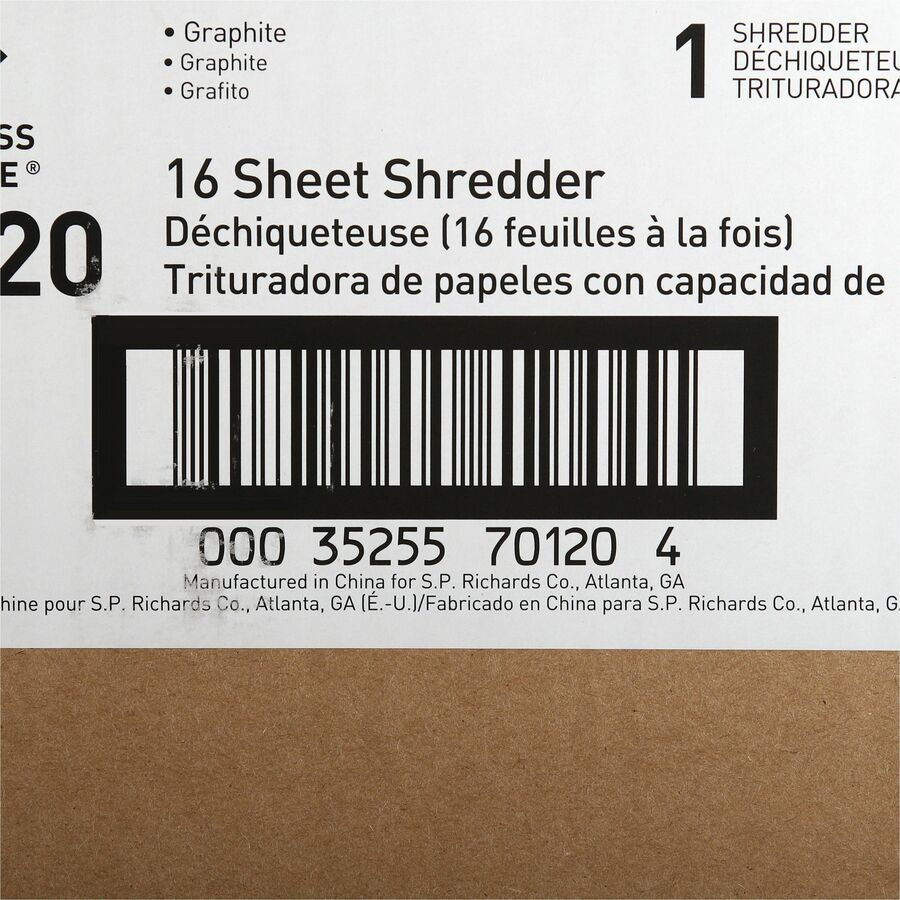 • Graphite
• Graphite
• Grafito
1 SHREDDER
DÉCHIQUETEU
TRITURADORA
SS
E®
20
16 Sheet Shredder
Déchiqueteuse (16 feuilles à la fois)
Trituradora de papeles con capacidad de
000 35255 70120 4
Manufactured in China for S.P. Richards Co., Atlanta, GA
hine pour S.P. Richards Co., Atlanta, GA (É.-U.)/Fabricado en China para S.P. Richards Co., Atlanta, G